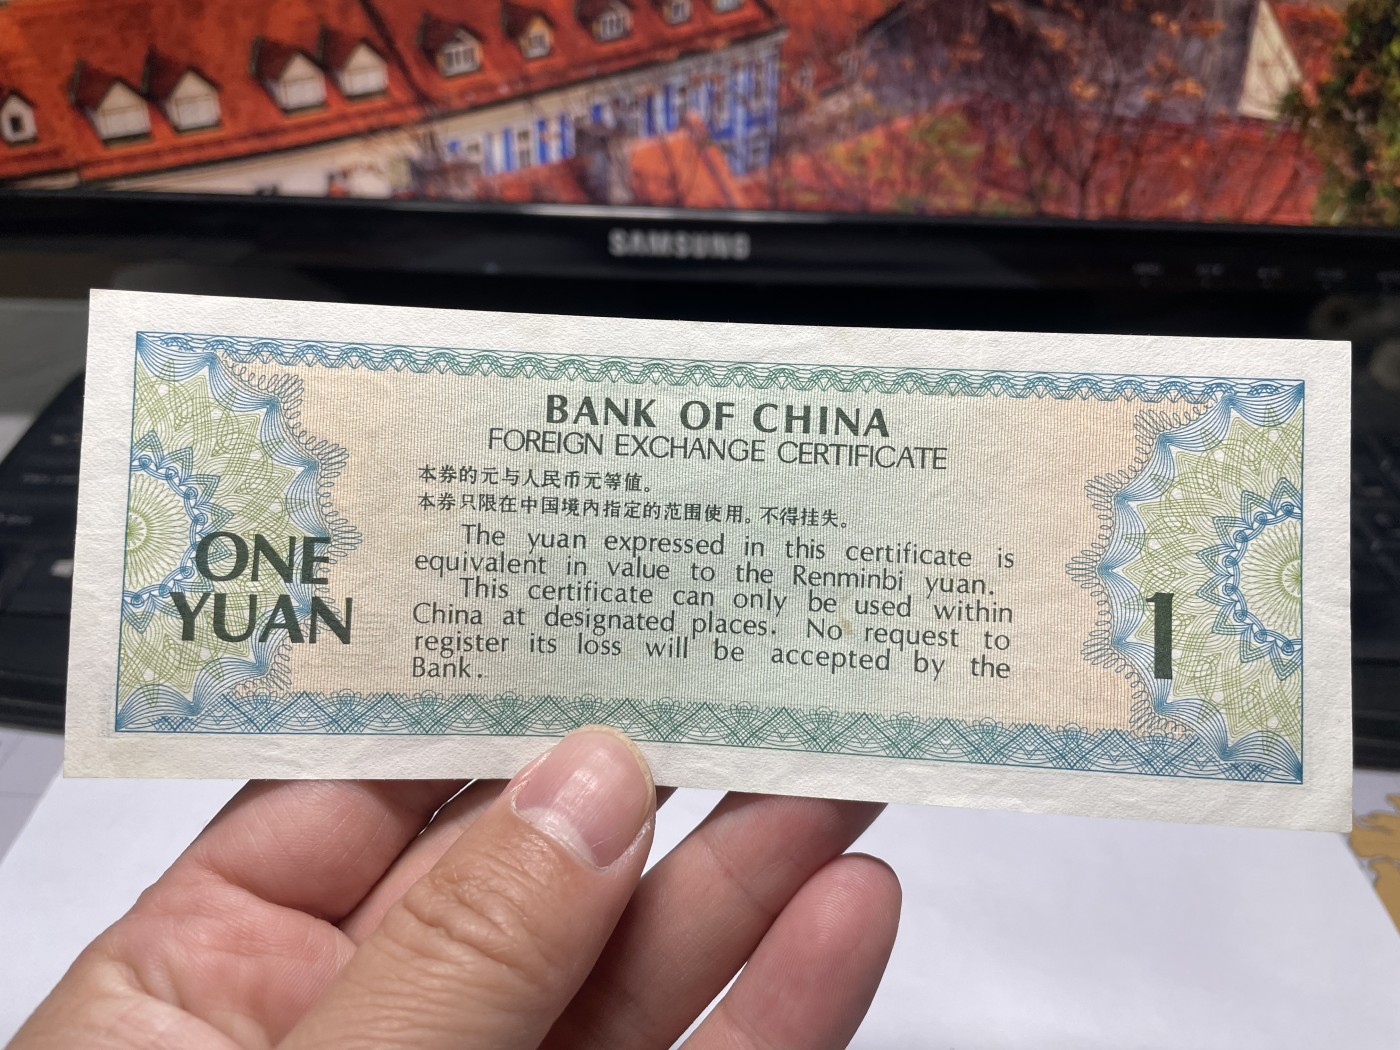 SAMSUNG
BANK OF CHINA
FOREIGN EXCHANGE CERTIFICATE
本券的元与人民币元等值。
本券只限在中国境内指定的范围使用。不得挂失。
The yuan expressed in this certificate is
equivalent in value to the Renminbi yuan.
This certificate can only be used within
China at designated places. No request to
register its loss will be accepted by the
Bank.
ONE
YUAN
1